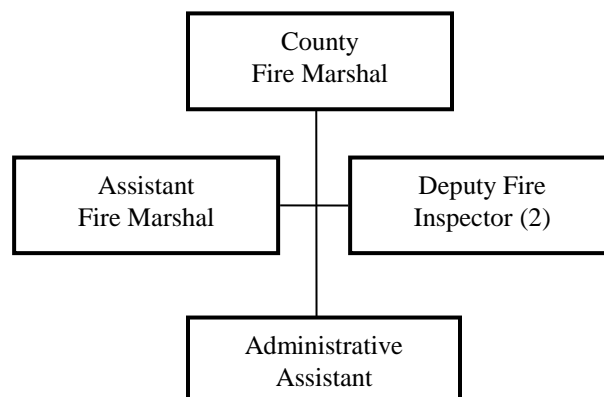 County
Fire Marshal
Assistant
Fire Marshal
Deputy Fire
Inspector (2)
Administrative
Assistant